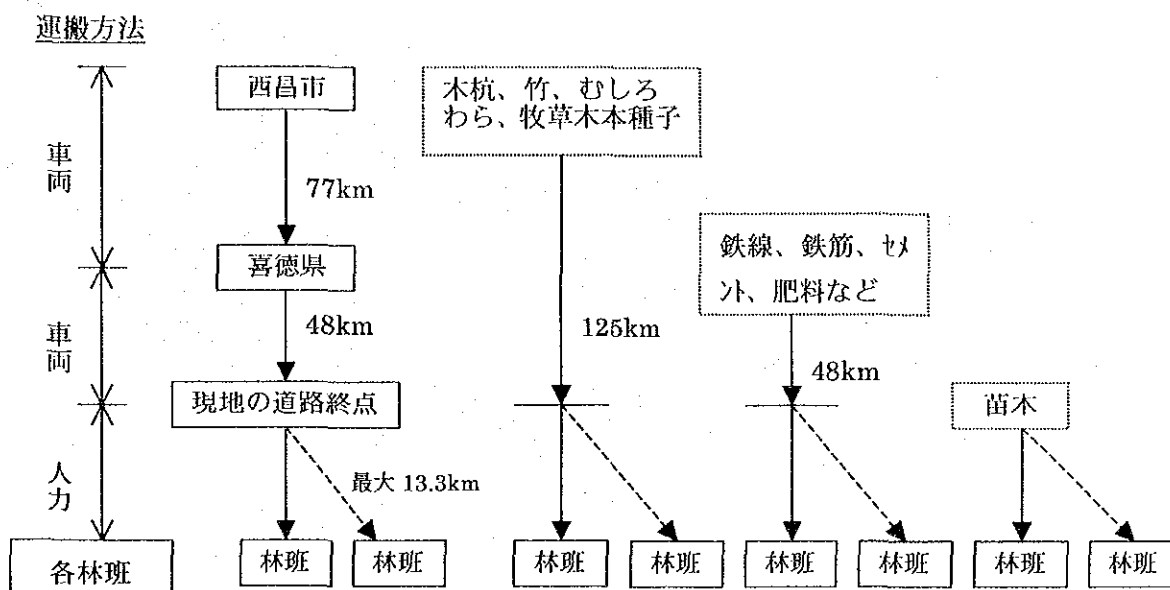 運搬方法
西昌市
木杭、竹、むしろ
わら、牧草木本種子
車両
77km
鉄線、鉄筋、ｾﾒ
ﾝﾄ、肥料など
喜徳県
車両
48km
125km
48km
現地の道路終点
苗木
人力
最大 13.3km
各林班
林班
林班
林班
林班
林班
林班
林班
林班